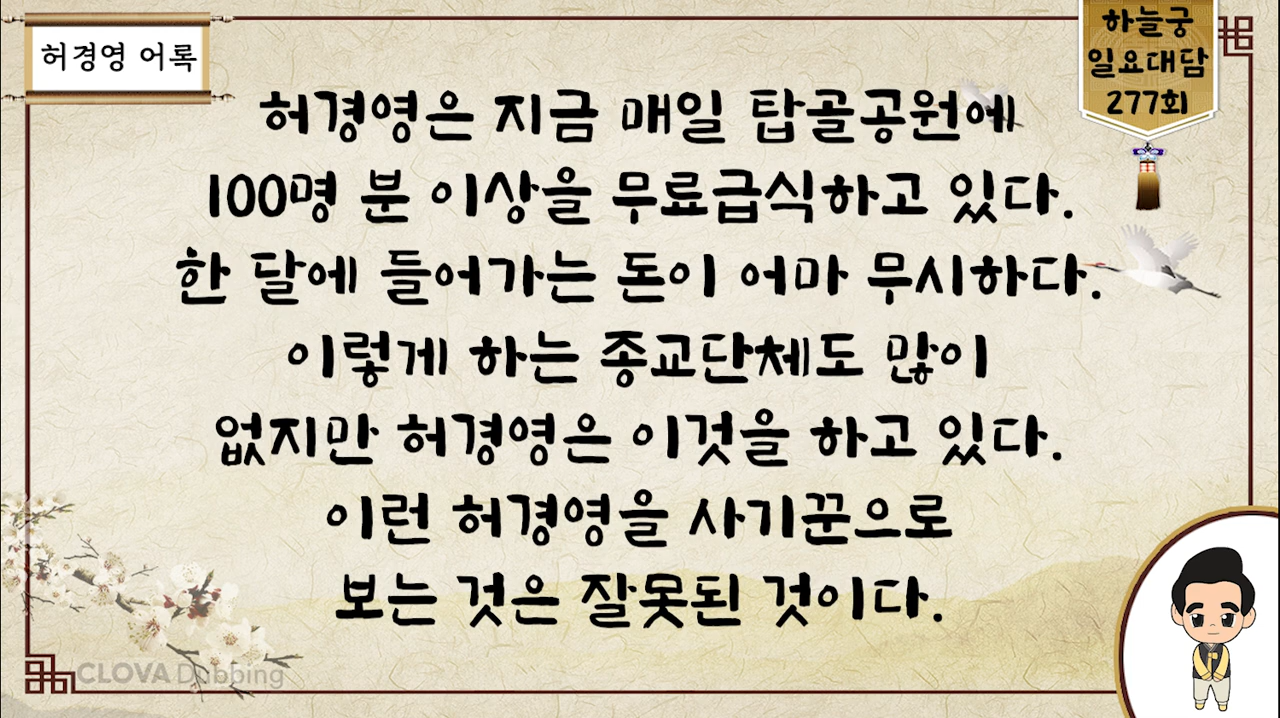 허경영 어록
하늘궁
일요대담
277회
허경영은 지금 매일 탑골공원에
100명 분 이상을 무료급식하고 있다.
한 달에 들어가는 돈이 어마 무시하다.
이렇게 하는 종교단체도 많이
없지만 허경영은 이것을 하고 있다.
이런 허경영을 사기꾼으로
보는 것은 잘못된 것이다.
CLOVA Dubbing